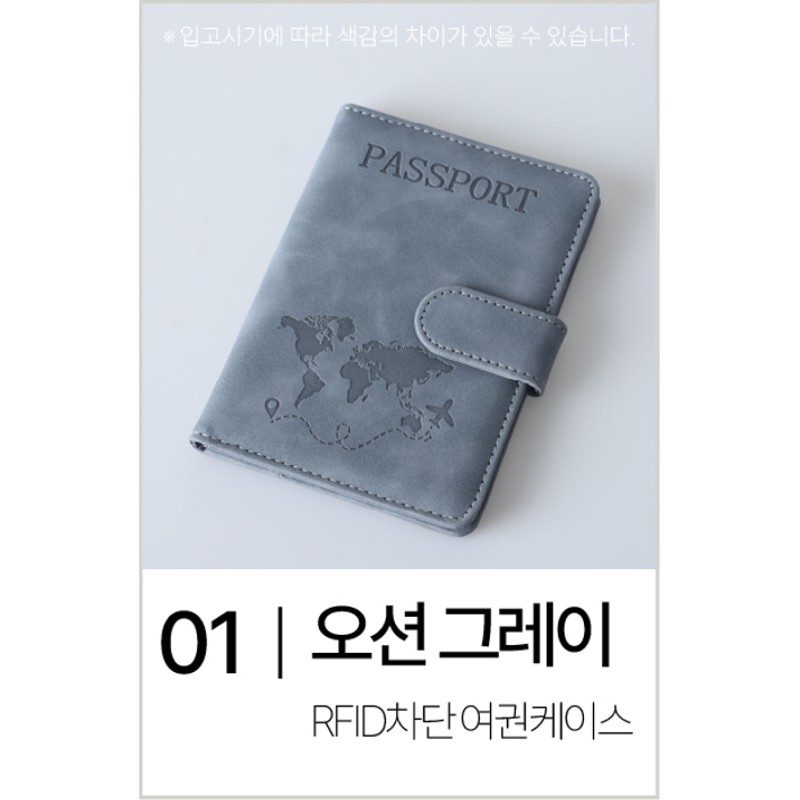 ※ 입고시기에 따라 색감의 차이가 있을 수 있습니다.
PASSPORT
01 | 오션 그레이
RFID차단 여권케이스